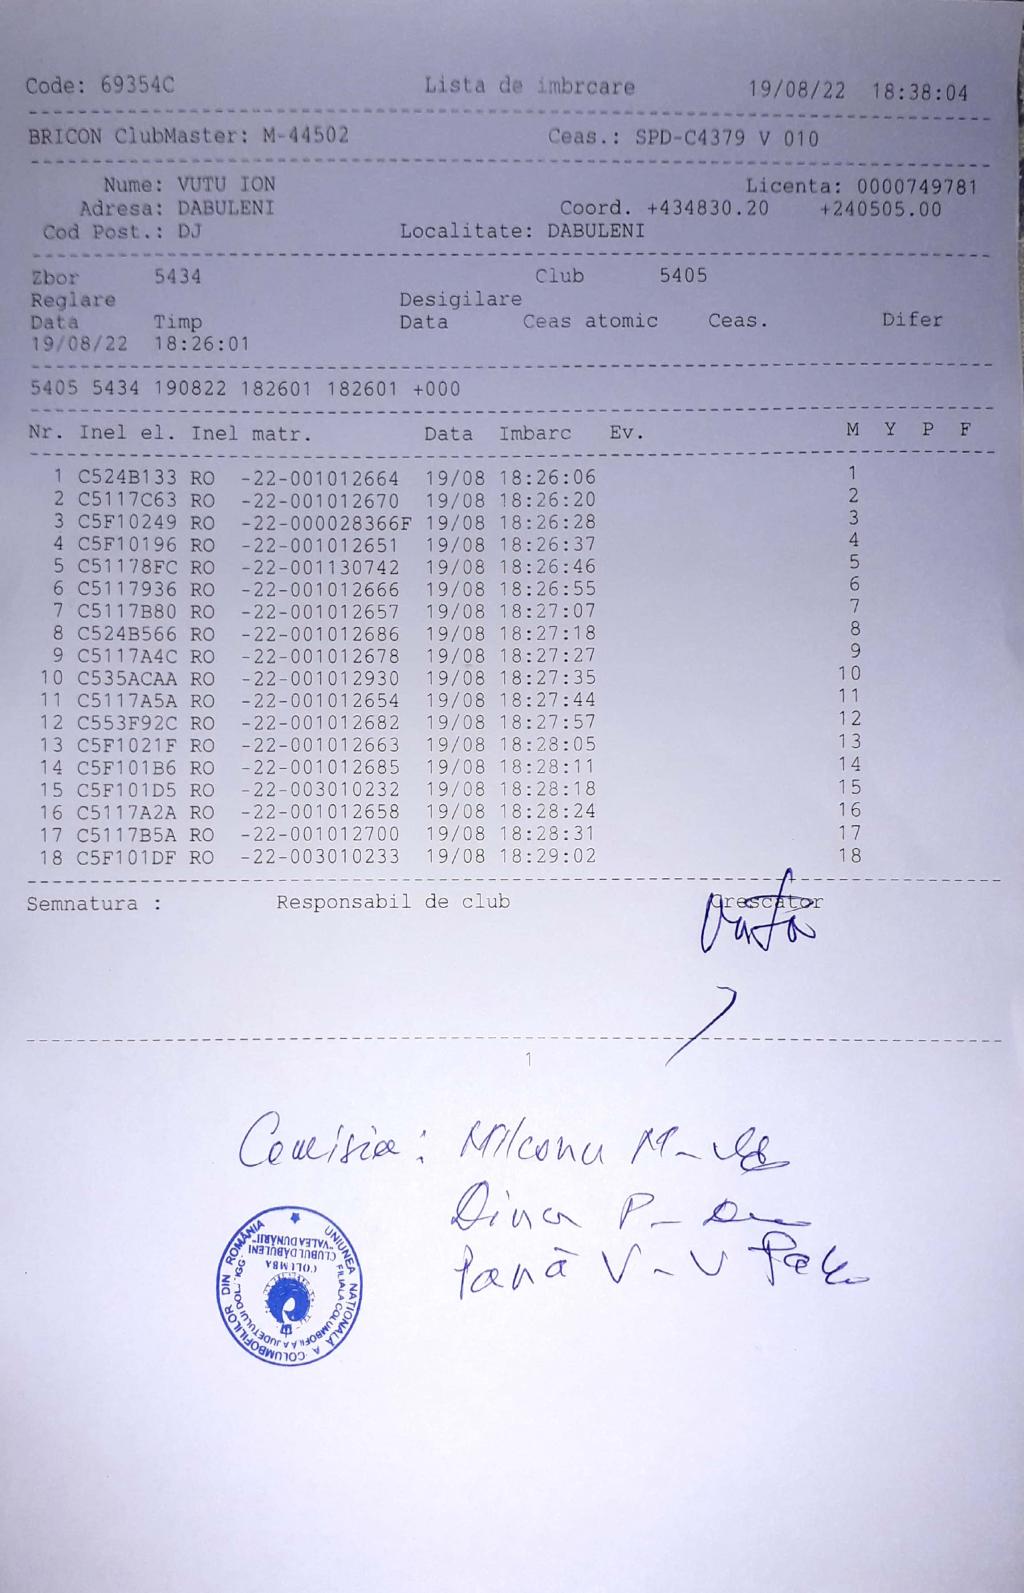 Code: 69354C Lista de imbrcare 19/08/22 18:38:04
BRICON ClubMaster: M-44502 Ceas.: SPD-C4379 V 010
Nume: VUTU ION Licenta: 0000749781
Adresa: DABULENI Coord. +434830.20 +240505.00
Cod Post.: DJ Localitate: DABULENI
Zbor 5434 Club 5405
Reglare Desigilare
Data Timp Data Ceas atomic Ceas. Difer
19/08/22 18:26:01
5405 5434 190822 182601 182601 +000
Nr. Inel el. Inel matr. Data Imbarc Ev. M Y P F
1 C524B133 RO -22-001012664 19/08 18:26:06 1
2 C5117C63 RO -22-001012670 19/08 18:26:20 2
3 C5F10249 RO -22-000028366F 19/08 18:26:28 3
4 C5F10196 RO -22-001012651 19/08 18:26:37 4
5 C51178FC RO -22-001130742 19/08 18:26:46 5
6 C5117936 RO -22-001012666 19/08 18:26:55 6
7 C5117B80 RO -22-001012657 19/08 18:27:07 7
8 C524B566 RO -22-001012686 19/08 18:27:18 8
9 C5117A4C RO -22-001012678 19/08 18:27:27 9
10 C535ACAA RO -22-001012930 19/08 18:27:35 10
11 C5117A5A RO -22-001012654 19/08 18:27:44 11
12 C553F92C RO -22-001012682 19/08 18:27:57 12
13 C5F1021F RO -22-001012663 19/08 18:28:05 13
14 C5F101B6 RO -22-001012685 19/08 18:28:11 14
15 C5F101D5 RO -22-003010232 19/08 18:28:18 15
16 C5117A2A RO -22-001012658 19/08 18:28:24 16
17 C5117B5A RO -22-001012700 19/08 18:28:31 17
18 C5F101DF RO -22-003010233 19/08 18:29:02 18
Semnatura : Responsabil de club Crescator
1
Comisia: Milconu M-
Dinca P-
Pană V-
UNIUNEA NAȚIONALĂ A COLUMBOFILILOR DIN ROMÂNIA
FILIALA COLUMBOFILĂ A JUDEȚULUI DOLJ
COLUMBA
CLUBUL DĂBULENI
"VALEA DUNĂRII"